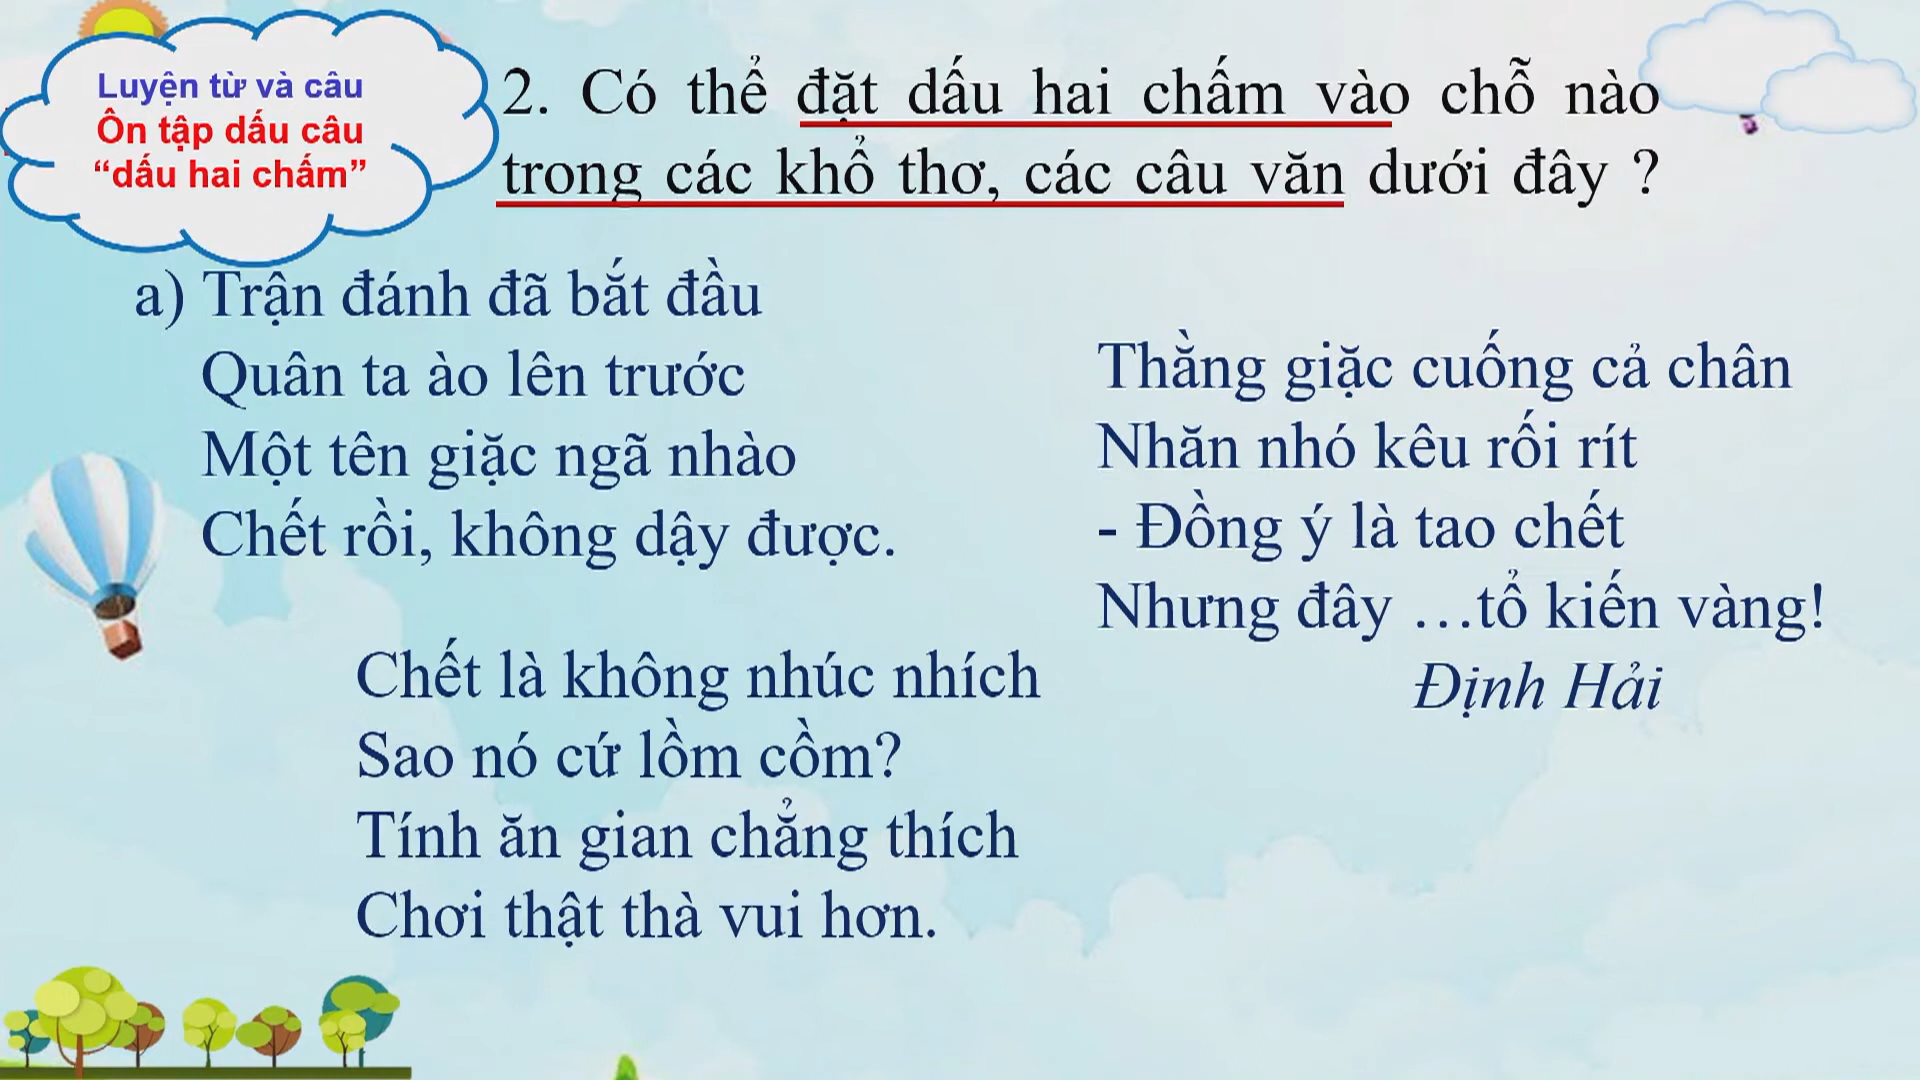 Luyện từ và câu
Ôn tập dấu câu
“dấu hai chấm”
2. Có thể đặt dấu hai chấm vào chỗ nào
trong các khổ thơ, các câu văn dưới đây ?
a) Trận đánh đã bắt đầu
Quân ta ào lên trước
Một tên giặc ngã nhào
Chết rồi, không dậy được.
Chết là không nhúc nhích
Sao nó cứ lồm cồm?
Tính ăn gian chẳng thích
Chơi thật thà vui hơn.
Thằng giặc cuống cả chân
Nhăn nhó kêu rối rít
- Đồng ý là tao chết
Nhưng đây …tổ kiến vàng!
Định Hải